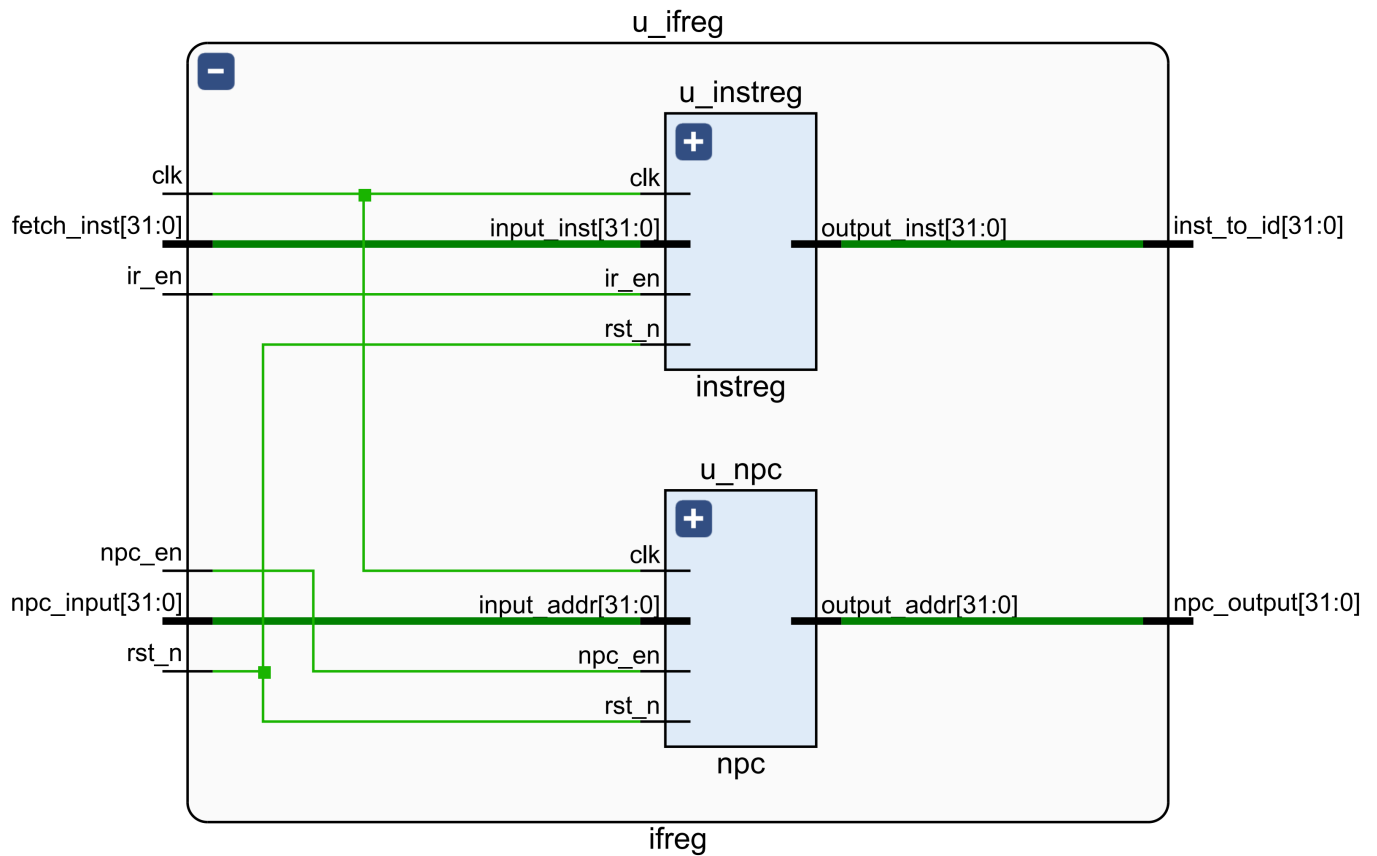 u_ifreg
u_instreg
clk
clk
fetch_inst[31:0]
input_inst[31:0]
output_inst[31:0]
inst_to_id[31:0]
ir_en
ir_en
rst_n
instreg
u_npc
npc_en
clk
npc_input[31:0]
input_addr[31:0]
output_addr[31:0]
npc_output[31:0]
rst_n
npc_en
rst_n
npc
ifreg